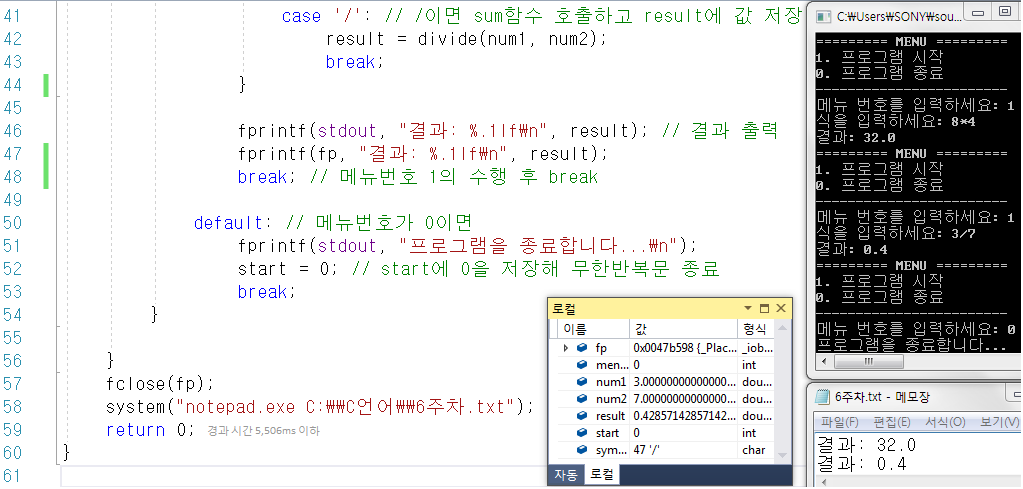 41 case '/': // /이면 sum함수 호출하고 result에 값 저장
42 result = divide(num1, num2);
43 break;
44 }
45
46 fprintf(stdout, "결과: %.1lf₩n", result); // 결과 출력
47 fprintf(fp, "결과: %.1lf₩n", result);
48 break; // 메뉴번호 1의 수행 후 break
49
50 default: // 메뉴번호가 0이면
51 fprintf(stdout, "프로그램을 종료합니다...₩n");
52 start = 0; // start에 0을 저장해 무한반복문 종료
53 break;
54 }
55
56 }
57 fclose(fp);
58 system("notepad.exe C:₩₩C언어₩₩6주차.txt");
59 return 0; 경과 시간 5,506ms 이하
60 }
61
로컬
이름 값 형식
fp 0x0047b598 {_Plac... _iob...
men... 0 int
num1 3.00000000000000... dou...
num2 7.00000000000000... dou...
result 0.42857142857142... dou...
start 0 int
sym... 47 '/' char
자동 로컬
C:₩Users₩SONY₩sou...
========= MENU =========
1. 프로그램 시작
0. 프로그램 종료
------------------------
메뉴 번호를 입력하세요: 1
식을 입력하세요: 8*4
결과: 32.0
========= MENU =========
1. 프로그램 시작
0. 프로그램 종료
------------------------
메뉴 번호를 입력하세요: 1
식을 입력하세요: 3/7
결과: 0.4
========= MENU =========
1. 프로그램 시작
0. 프로그램 종료
------------------------
메뉴 번호를 입력하세요: 0
프로그램을 종료합니다...
6주차.txt - 메모장
파일(F) 편집(E) 서식(O) 보기(V)
결과: 32.0
결과: 0.4